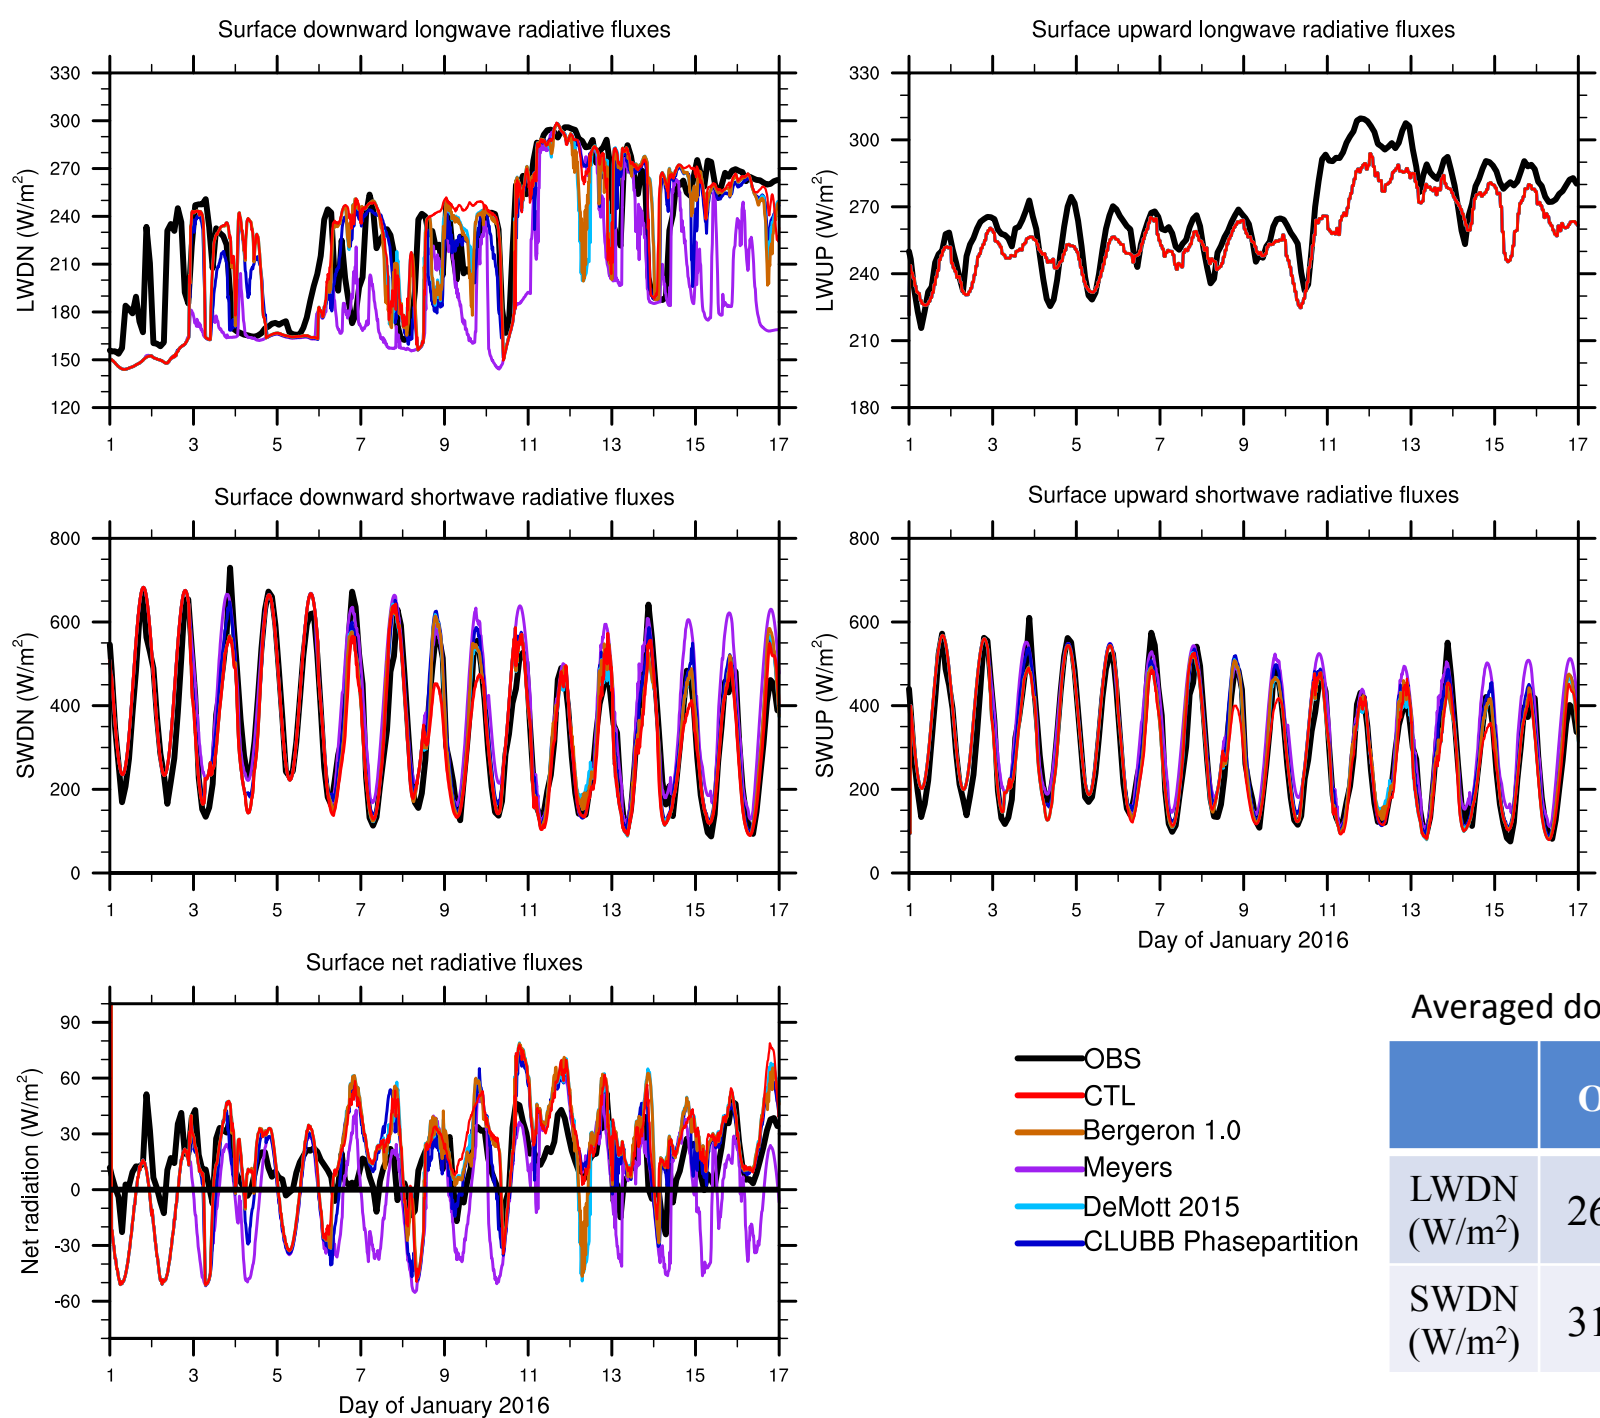 Surface downward longwave radiative fluxes
LWDN (W/m²)
330
300
270
240
210
180
150
120
1 3 5 7 9 11 13 15 17
Surface upward longwave radiative fluxes
LWUP (W/m²)
330
300
270
240
210
180
1 3 5 7 9 11 13 15 17
Surface downward shortwave radiative fluxes
SWDN (W/m²)
800
600
400
200
0
1 3 5 7 9 11 13 15 17
Surface upward shortwave radiative fluxes
SWUP (W/m²)
800
600
400
200
0
1 3 5 7 9 11 13 15 17
Day of January 2016
Surface net radiative fluxes
Net radiation (W/m²)
90
60
30
0
-30
-60
1 3 5 7 9 11 13 15 17
Day of January 2016
OBS
CTL
Bergeron 1.0
Meyers
DeMott 2015
CLUBB Phasepartition
Averaged do
O
LWDN
(W/m²)
26
SWDN
(W/m²)
31